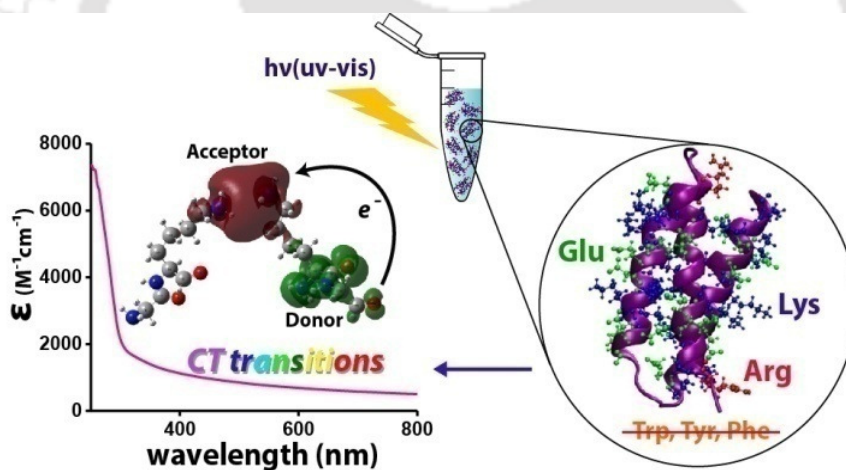 hν(uv-vis)
8000
6000
4000
2000
0
ε (M⁻¹cm⁻¹)
Acceptor
e⁻
Donor
CT transitions
400
600
800
wavelength (nm)
Glu
Lys
Arg
Trp, Tyr, Phe